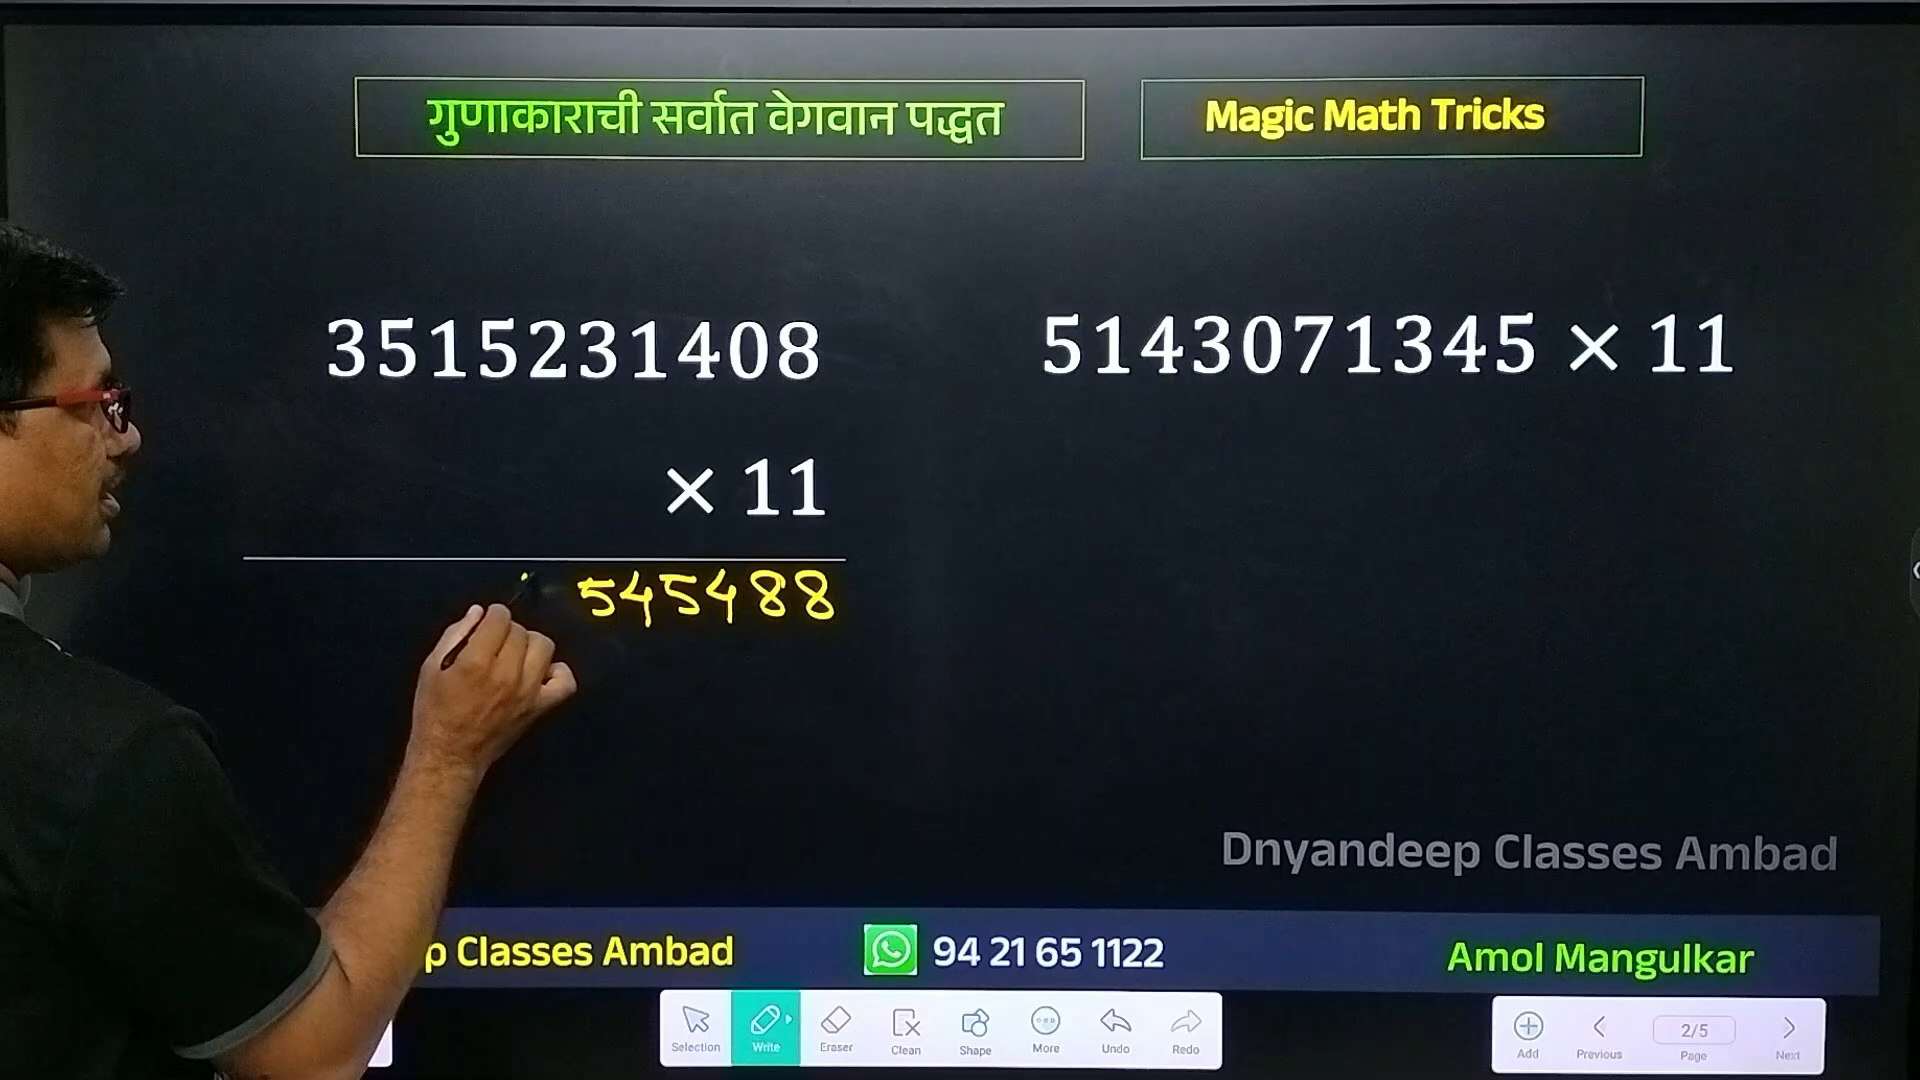 गुणाकाराची सर्वात वेगवान पद्धत
Magic Math Tricks
3515231408
× 11
545488
5143071345 × 11
Dnyandeep Classes Ambad
p Classes Ambad
94 21 65 1122
Amol Mangulkar
Selection
Write
Eraser
Clean
Shape
More
Undo
Redo
Add
Previous
2/5
Page
Next